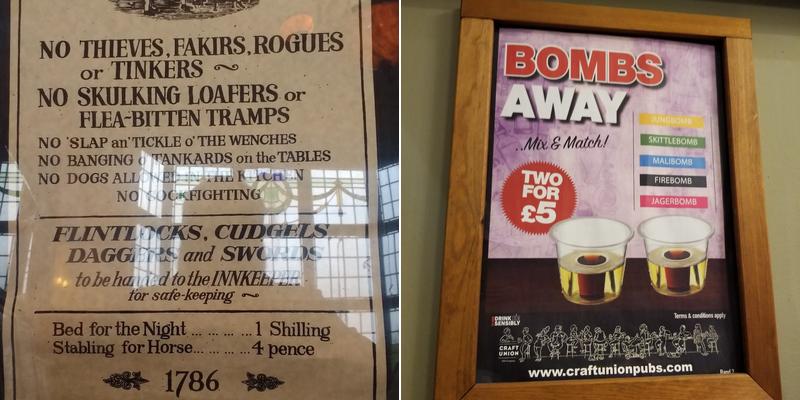 NO THIEVES, FAKIRS, ROGUES
or TINKERS
NO SKULKING LOAFERS or
FLEA-BITTEN TRAMPS
NO 'SLAP an' TICKLE o' THE WENCHES
NO BANGING o' TANKARDS on the TABLES
NO DOGS ALLOWED IN THE KITCHEN
NO COCKFIGHTING
FLINTLOCKS, CUDGELS
DAGGERS and SWORDS
to be handed to the INNKEEPER
for safe-keeping
Bed for the Night ... ... ... ... 1 Shilling
Stabling for Horse ... ... ... 4 pence
1786
BOMBS
AWAY
..Mix & Match!
TWO
FOR
£5
JUNGBOMB
SKITTLEBOMB
MALIBOMB
FIREBOMB
JAGERBOMB
Terms & conditions apply
DRINK
SENSIBLY
CRAFT
UNION
www.craftunionpubs.com
Band 2